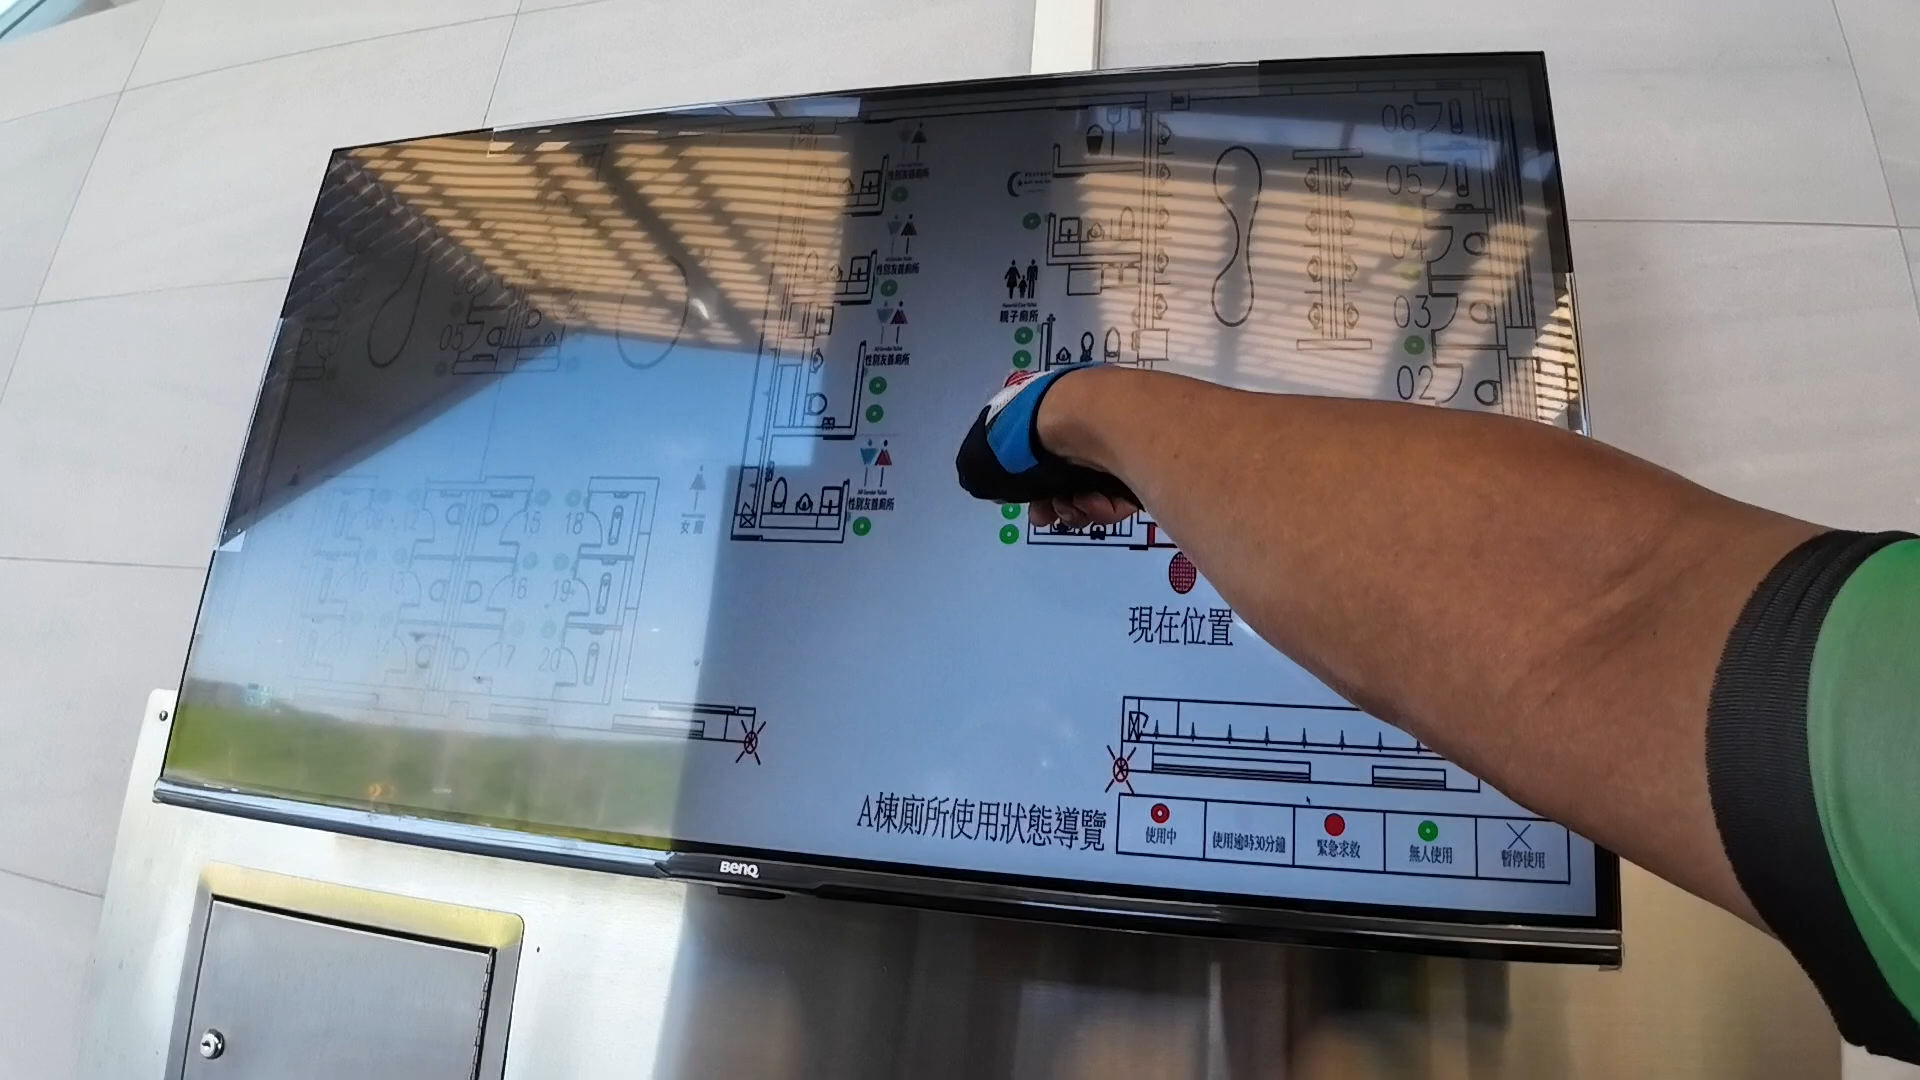 06
05
04
03
02
性別友善廁所
性別友善廁所
性別友善廁所
All Gender Toilet
性別友善廁所
親子廁所
05
15
18
16
19
20
女廁
現在位置
A棟廁所使用狀態導覽
使用中
使用逾時30分鐘
緊急求救
無人使用
暫停使用
BenQ